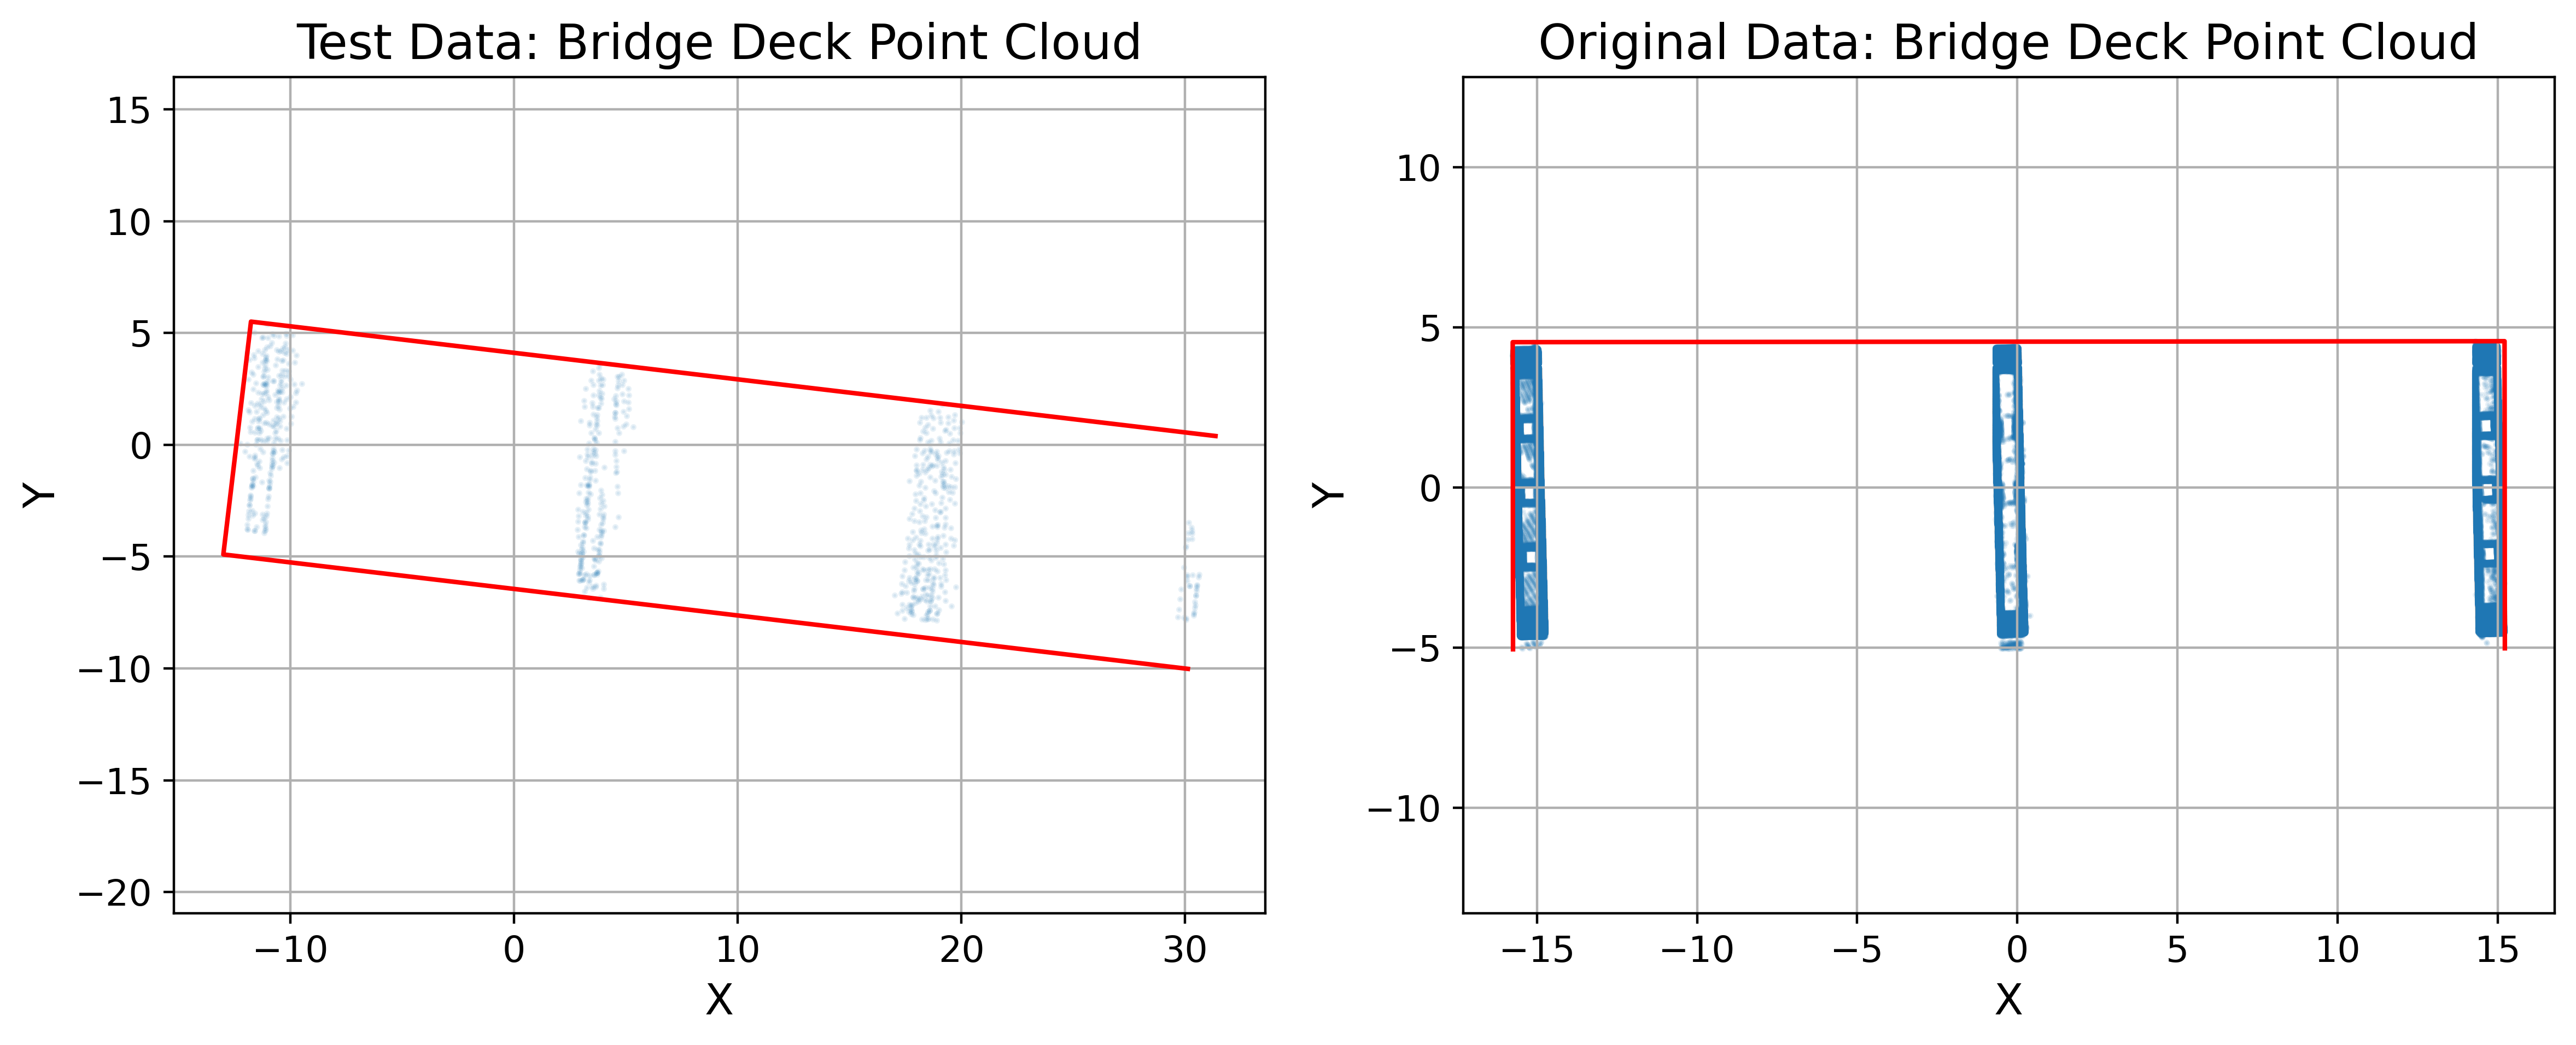 Test Data: Bridge Deck Point Cloud
15
10
5
0
−5
−10
−15
−20
Y
−10 0 10 20 30
X
Original Data: Bridge Deck Point Cloud
10
5
0
−5
−10
Y
−15 −10 −5 0 5 10 15
X